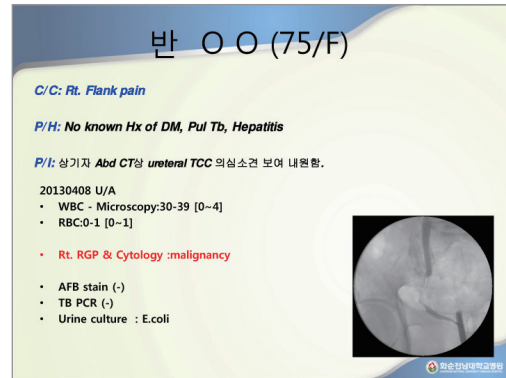 반 O O (75/F)
C/C: Rt. Flank pain
P/H: No known Hx of DM, Pul Tb, Hepatitis
P/I: 상기자 Abd CT상 ureteral TCC 의심소견 보여 내원함.
20130408 U/A
• WBC - Microscopy:30-39 [0~4]
• RBC:0-1 [0~1]
• Rt. RGP & Cytology :malignancy
• AFB stain (-)
• TB PCR (-)
• Urine culture : E.coli
화순전남대학교병원